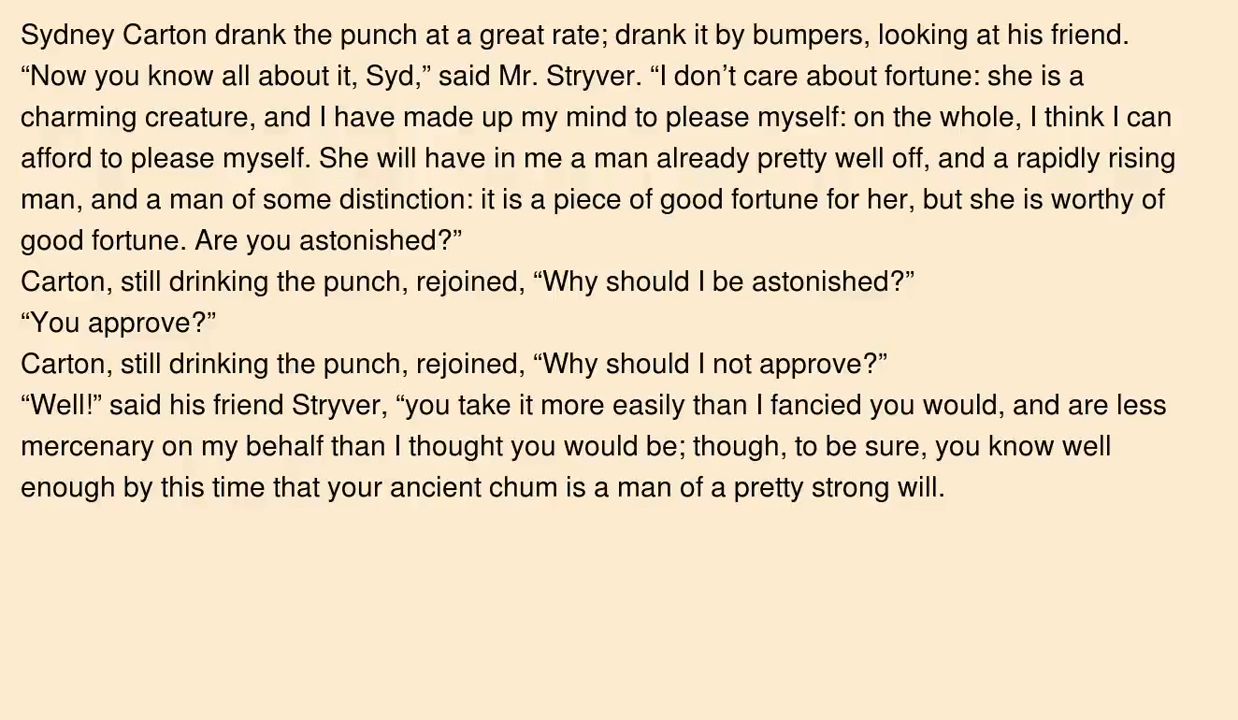 Sydney Carton drank the punch at a great rate; drank it by bumpers, looking at his friend.
“Now you know all about it, Syd,” said Mr. Stryver. “I don’t care about fortune: she is a
charming creature, and I have made up my mind to please myself: on the whole, I think I can
afford to please myself. She will have in me a man already pretty well off, and a rapidly rising
man, and a man of some distinction: it is a piece of good fortune for her, but she is worthy of
good fortune. Are you astonished?”
Carton, still drinking the punch, rejoined, “Why should I be astonished?”
“You approve?”
Carton, still drinking the punch, rejoined, “Why should I not approve?”
“Well!” said his friend Stryver, “you take it more easily than I fancied you would, and are less
mercenary on my behalf than I thought you would be; though, to be sure, you know well
enough by this time that your ancient chum is a man of a pretty strong will.